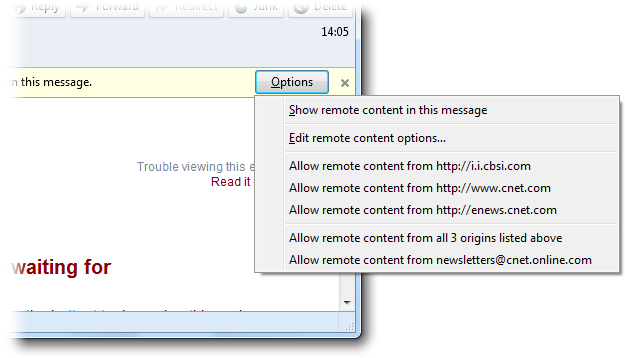 Reply Forward Redirect Junk Delete
14:05
on this message.
Options
Show remote content in this message
Edit remote content options...
Allow remote content from http://i.i.cbsi.com
Allow remote content from http://www.cnet.com
Allow remote content from http://enews.cnet.com
Allow remote content from all 3 origins listed above
Allow remote content from newsletters@cnet.online.com
Trouble viewing this e
Read it
waiting for